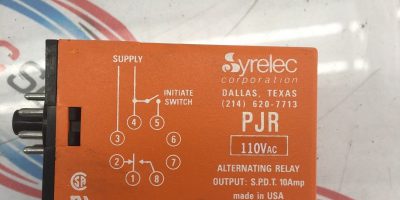 SUPPLY
INITIATE
SWITCH
4
5
3
6
2
7
1
8
Syrelec
corporation
DALLAS, TEXAS
(214) 620-7713
PJR
110VAC
ALTERNATING RELAY
OUTPUT: S.P.D.T. 10Amp
made in USA